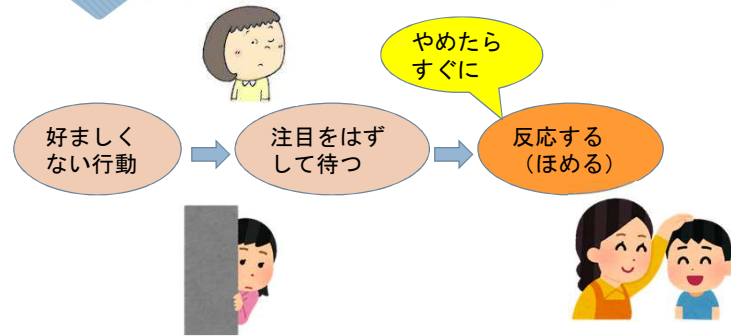 やめたら
すぐに
好ましく
ない行動
注目をはず
して待つ
反応する
（ほめる）